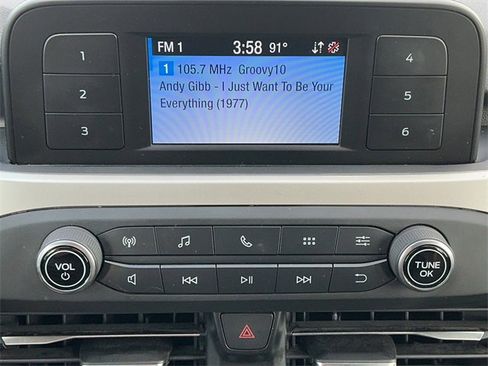 FM 1 3:58 91°
1 105.7 MHz Groovy10
Andy Gibb - I Just Want To Be Your
Everything (1977)
1
2
3
4
5
6
VOL
TUNE
OK